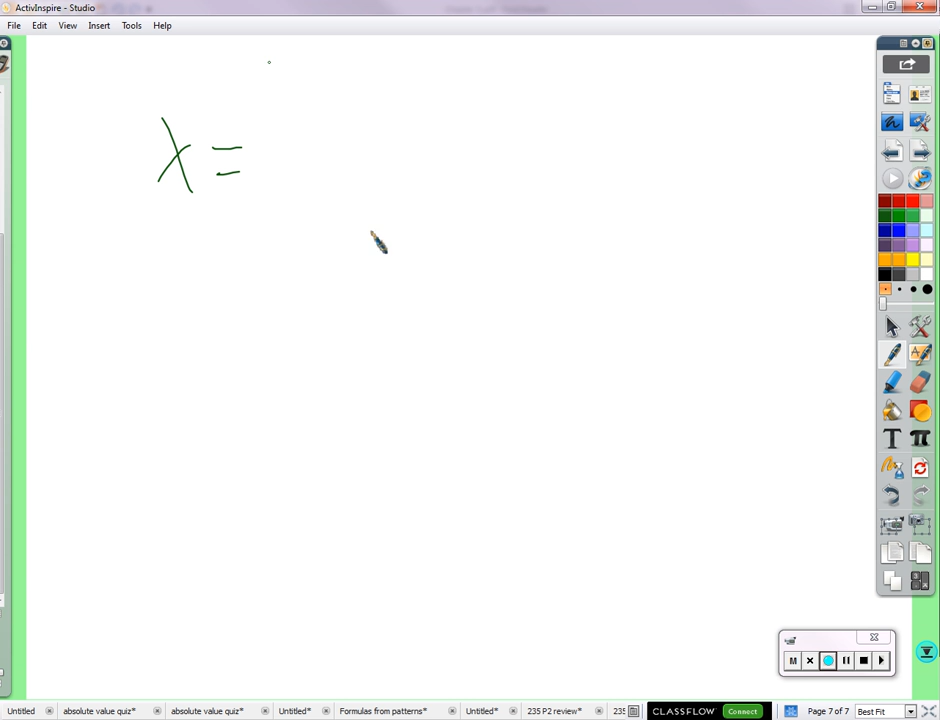 ActivInspire - Studio
File Edit View Insert Tools Help
X =
M
Untitled absolute value quiz* absolute value quiz* Untitled* Formulas from patterns* Untitled* 235 P2 review* 235 CLASSFLOW Connect Page 7 of 7 Best Fit